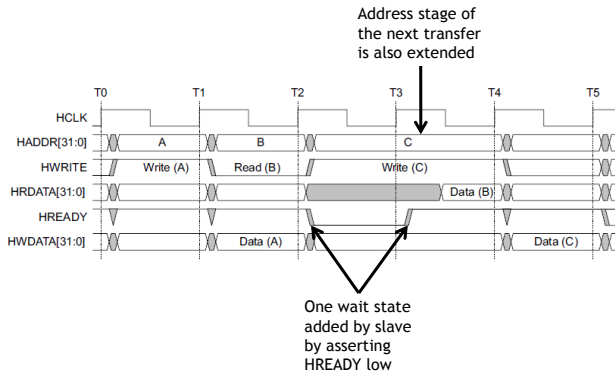 Address stage of
the next transfer
is also extended
T0 T1 T2 T3 T4 T5
HCLK
HADDR[31:0] A B C
HWRITE Write (A) Read (B) Write (C)
HRDATA[31:0] Data (B)
HREADY
HWDATA[31:0] Data (A) Data (C)
One wait state
added by slave
by asserting
HREADY low